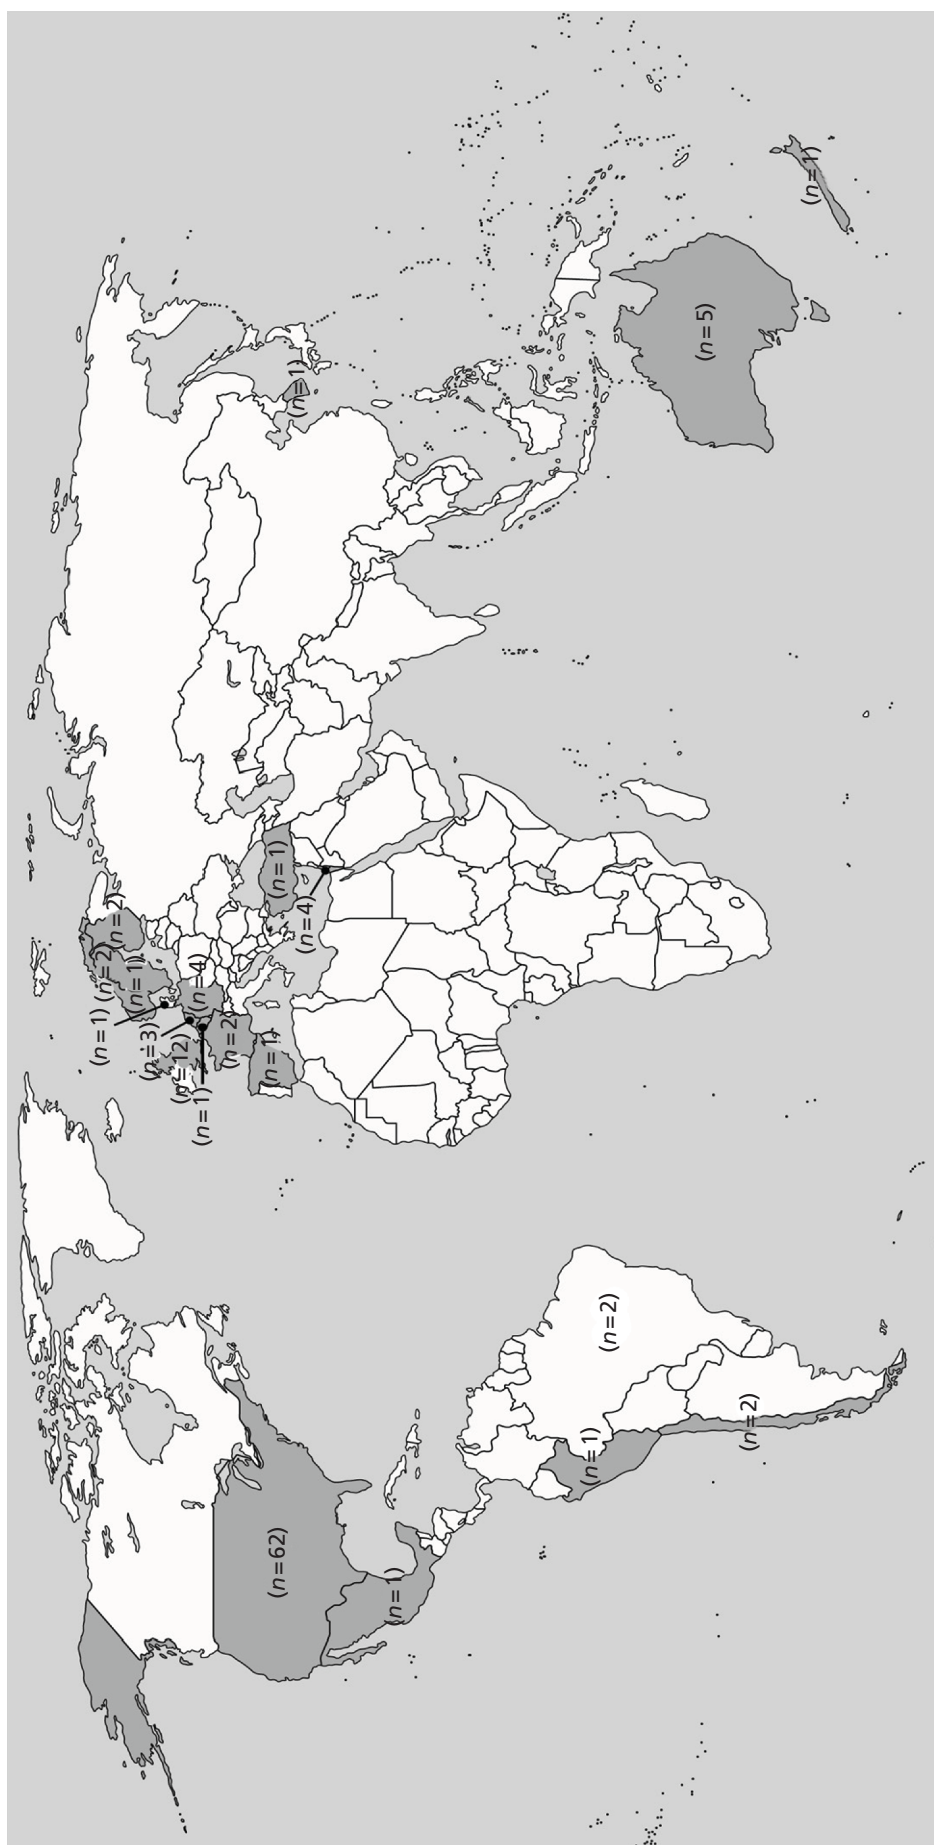 (n=1)
(n=2)
(n=2)
(n=1)
(n=3)
(n=12)
(n=4)
(n=1)
(n=2
(n=1)
(n=62)
(n=1)
(n=1)
(n=4)
(n=1)
(n=1)
(n=2)
(n=5)
(n=2)
(n=1)